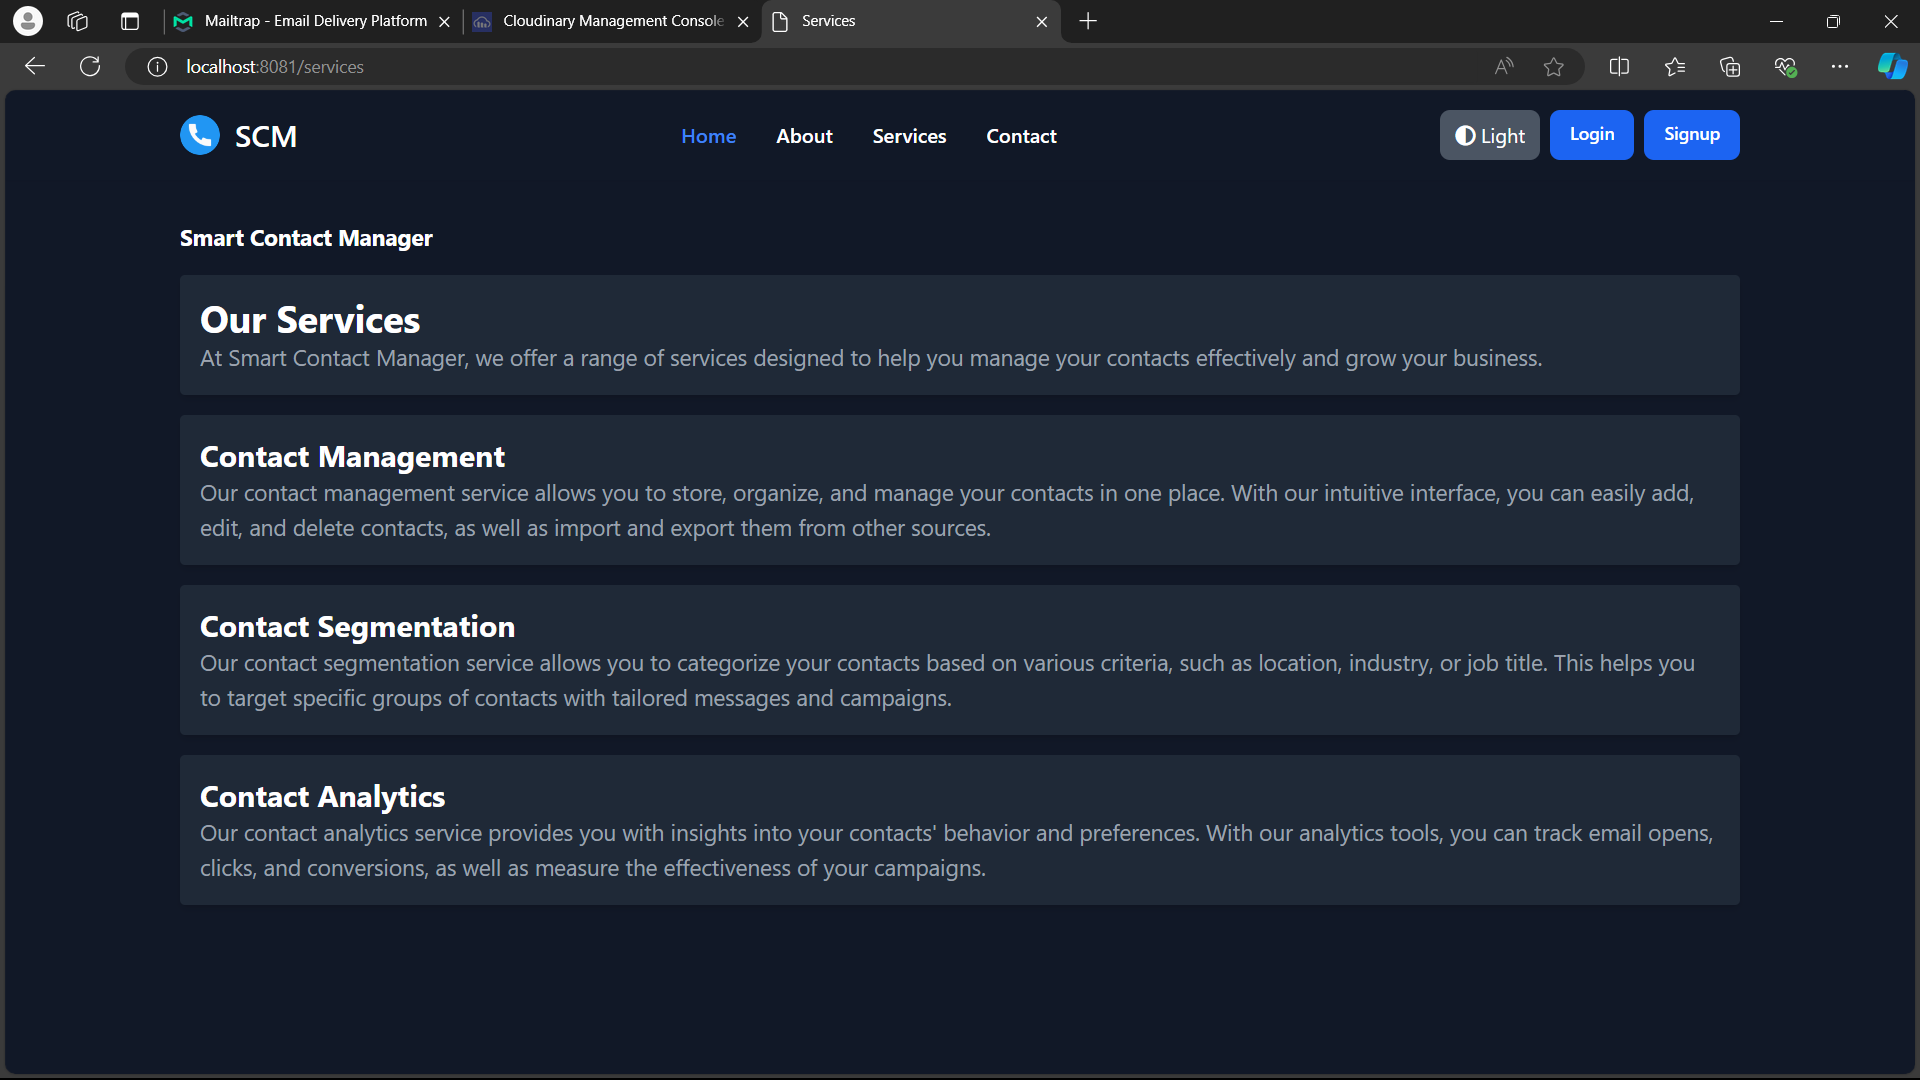 Mailtrap - Email Delivery Platform
Cloudinary Management Console
Services
localhost:8081/services
SCM
Home
About
Services
Contact
Light
Login
Signup
Smart Contact Manager
Our Services
At Smart Contact Manager, we offer a range of services designed to help you manage your contacts effectively and grow your business.
Contact Management
Our contact management service allows you to store, organize, and manage your contacts in one place. With our intuitive interface, you can easily add,
edit, and delete contacts, as well as import and export them from other sources.
Contact Segmentation
Our contact segmentation service allows you to categorize your contacts based on various criteria, such as location, industry, or job title. This helps you
to target specific groups of contacts with tailored messages and campaigns.
Contact Analytics
Our contact analytics service provides you with insights into your contacts' behavior and preferences. With our analytics tools, you can track email opens,
clicks, and conversions, as well as measure the effectiveness of your campaigns.